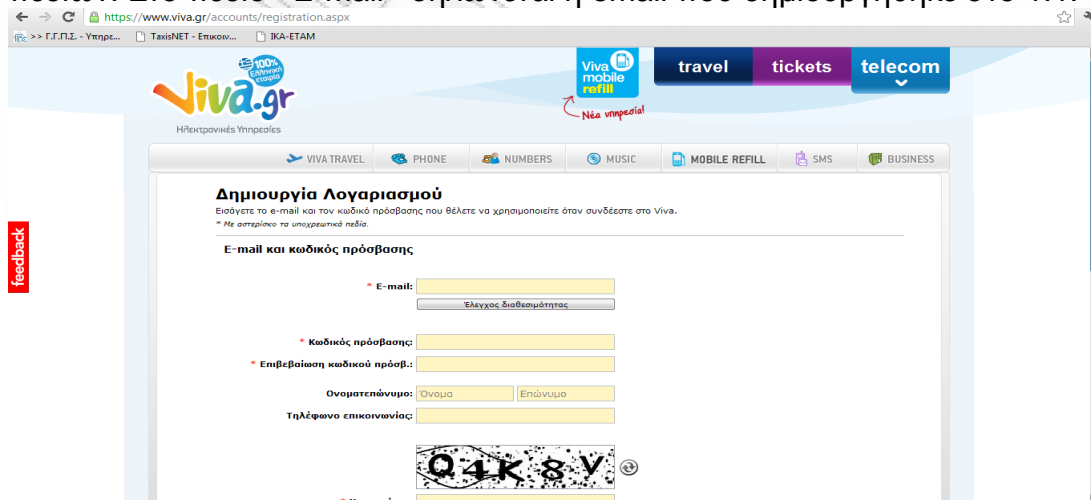 https://www.viva.gr/accounts/registration.aspx
>> Γ.Γ.Π.Σ. - Υπηρε...
TaxisNET - Επικοιν...
IKA-ETAM
100%
Ελληνική
εταιρία
Viva.gr
Ηλεκτρονικές Υπηρεσίες
Viva
mobile
refill
Νέα υπηρεσία!
travel
tickets
telecom
VIVA TRAVEL
PHONE
NUMBERS
MUSIC
MOBILE REFILL
SMS
BUSINESS
feedback
Δημιουργία Λογαριασμού
Εισάγετε το e-mail και τον κωδικό πρόσβασης που θέλετε να χρησιμοποιείτε όταν συνδέεστε στο Viva.
* Με αστερίσκο τα υποχρεωτικά πεδία.
E-mail και κωδικός πρόσβασης
* E-mail:
Έλεγχος διαθεσιμότητας
* Κωδικός πρόσβασης:
* Επιβεβαίωση κωδικού πρόσβ.:
Ονοματεπώνυμο: Όνομα Επώνυμο
Τηλέφωνο επικοινωνίας:
Q4K8V